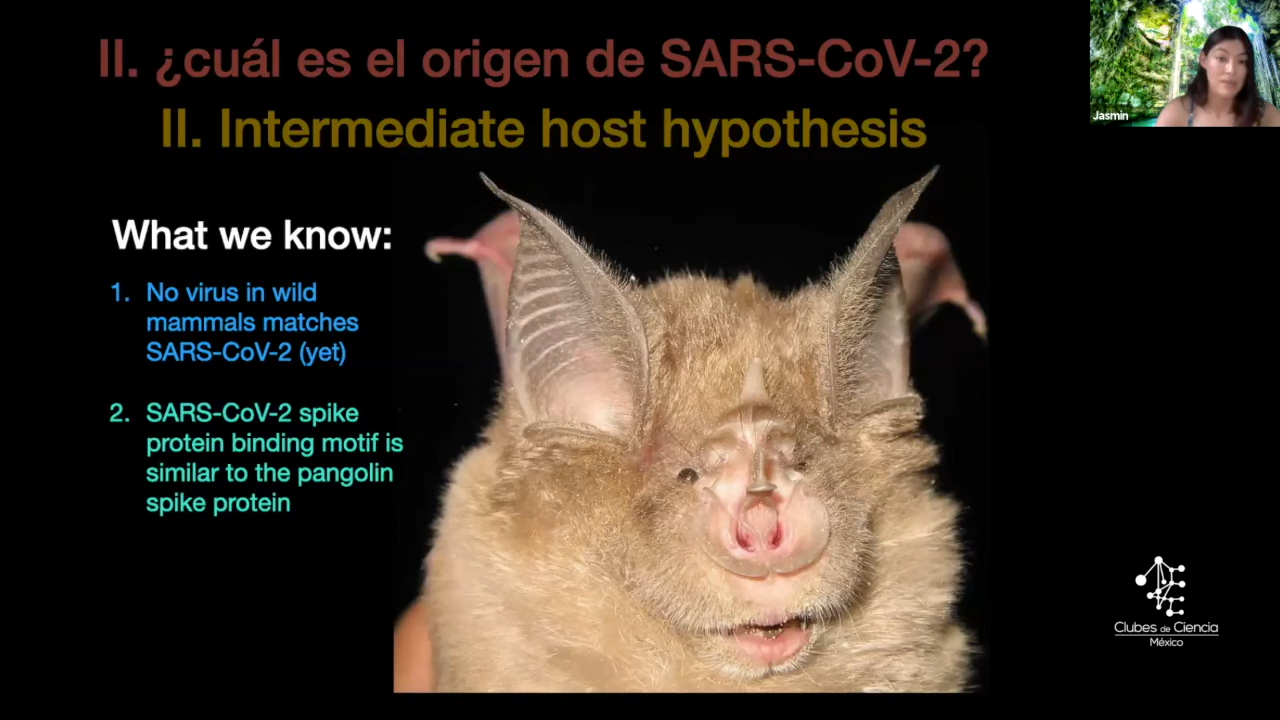 II. ¿cuál es el origen de SARS-CoV-2?
II. Intermediate host hypothesis
Jasmin
What we know:
1. No virus in wild
mammals matches
SARS-CoV-2 (yet)
2. SARS-CoV-2 spike
protein binding motif is
similar to the pangolin
spike protein
Clubes de Ciencia
México